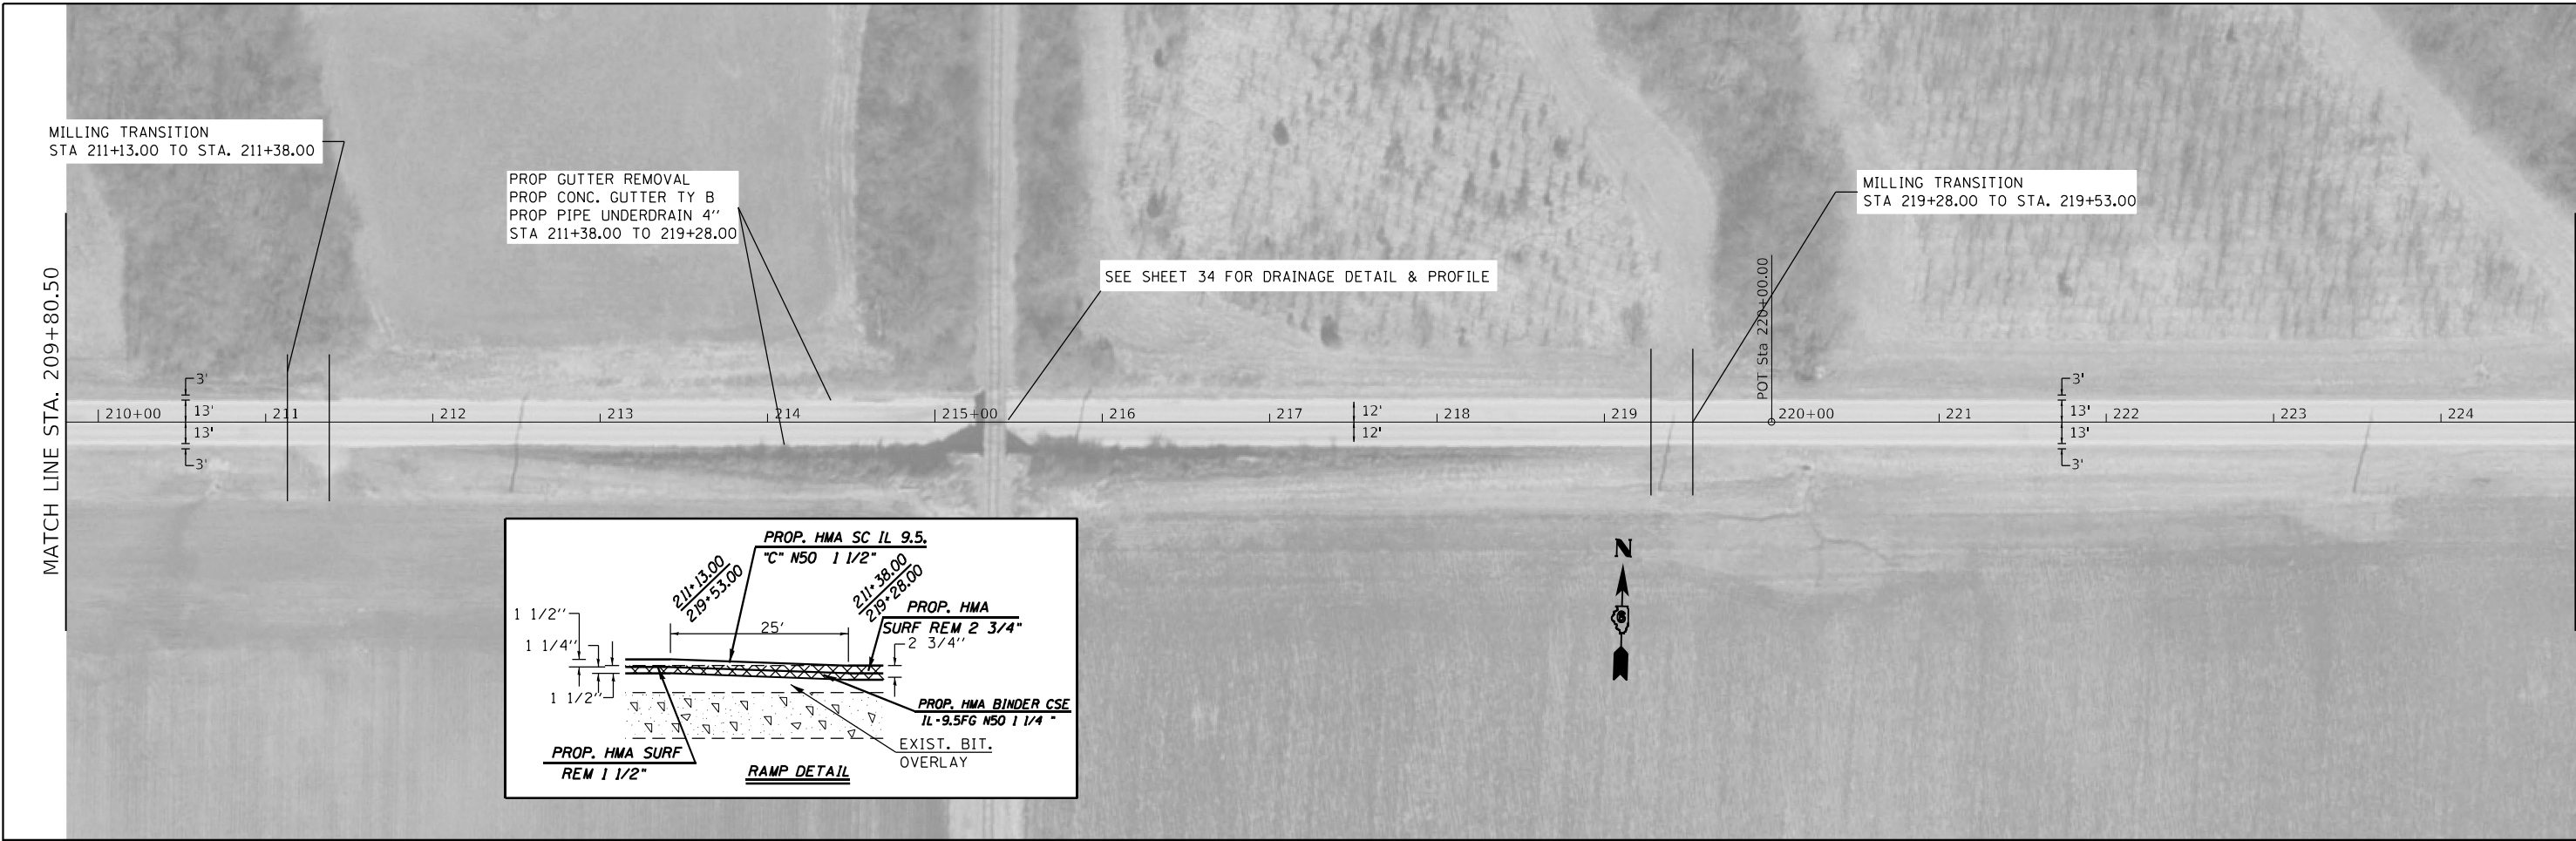 MILLING TRANSITION
STA 211+13.00 TO STA. 211+38.00
PROP GUTTER REMOVAL
PROP CONC. GUTTER TY B
PROP PIPE UNDERDRAIN 4''
STA 211+38.00 TO 219+28.00
SEE SHEET 34 FOR DRAINAGE DETAIL & PROFILE
MILLING TRANSITION
STA 219+28.00 TO STA. 219+53.00
MATCH LINE STA. 209+80.50
POT Sta 220+00.00
3'
13'
13'
3'
210+00
211
212
213
214
215+00
216
217
12'
12'
218
219
220+00
221
3'
13'
13'
3'
222
223
224
N
6
PROP. HMA SC IL 9.5,
"C" N50 1 1/2"
211+13.00
219+53.00
211+38.00
219+28.00
PROP. HMA
SURF REM 2 3/4"
25'
2 3/4''
1 1/2''
1 1/4''
1 1/2''
PROP. HMA BINDER CSE
IL-9.5FG N50 1 1/4 "
EXIST. BIT.
OVERLAY
PROP. HMA SURF
REM 1 1/2"
RAMP DETAIL